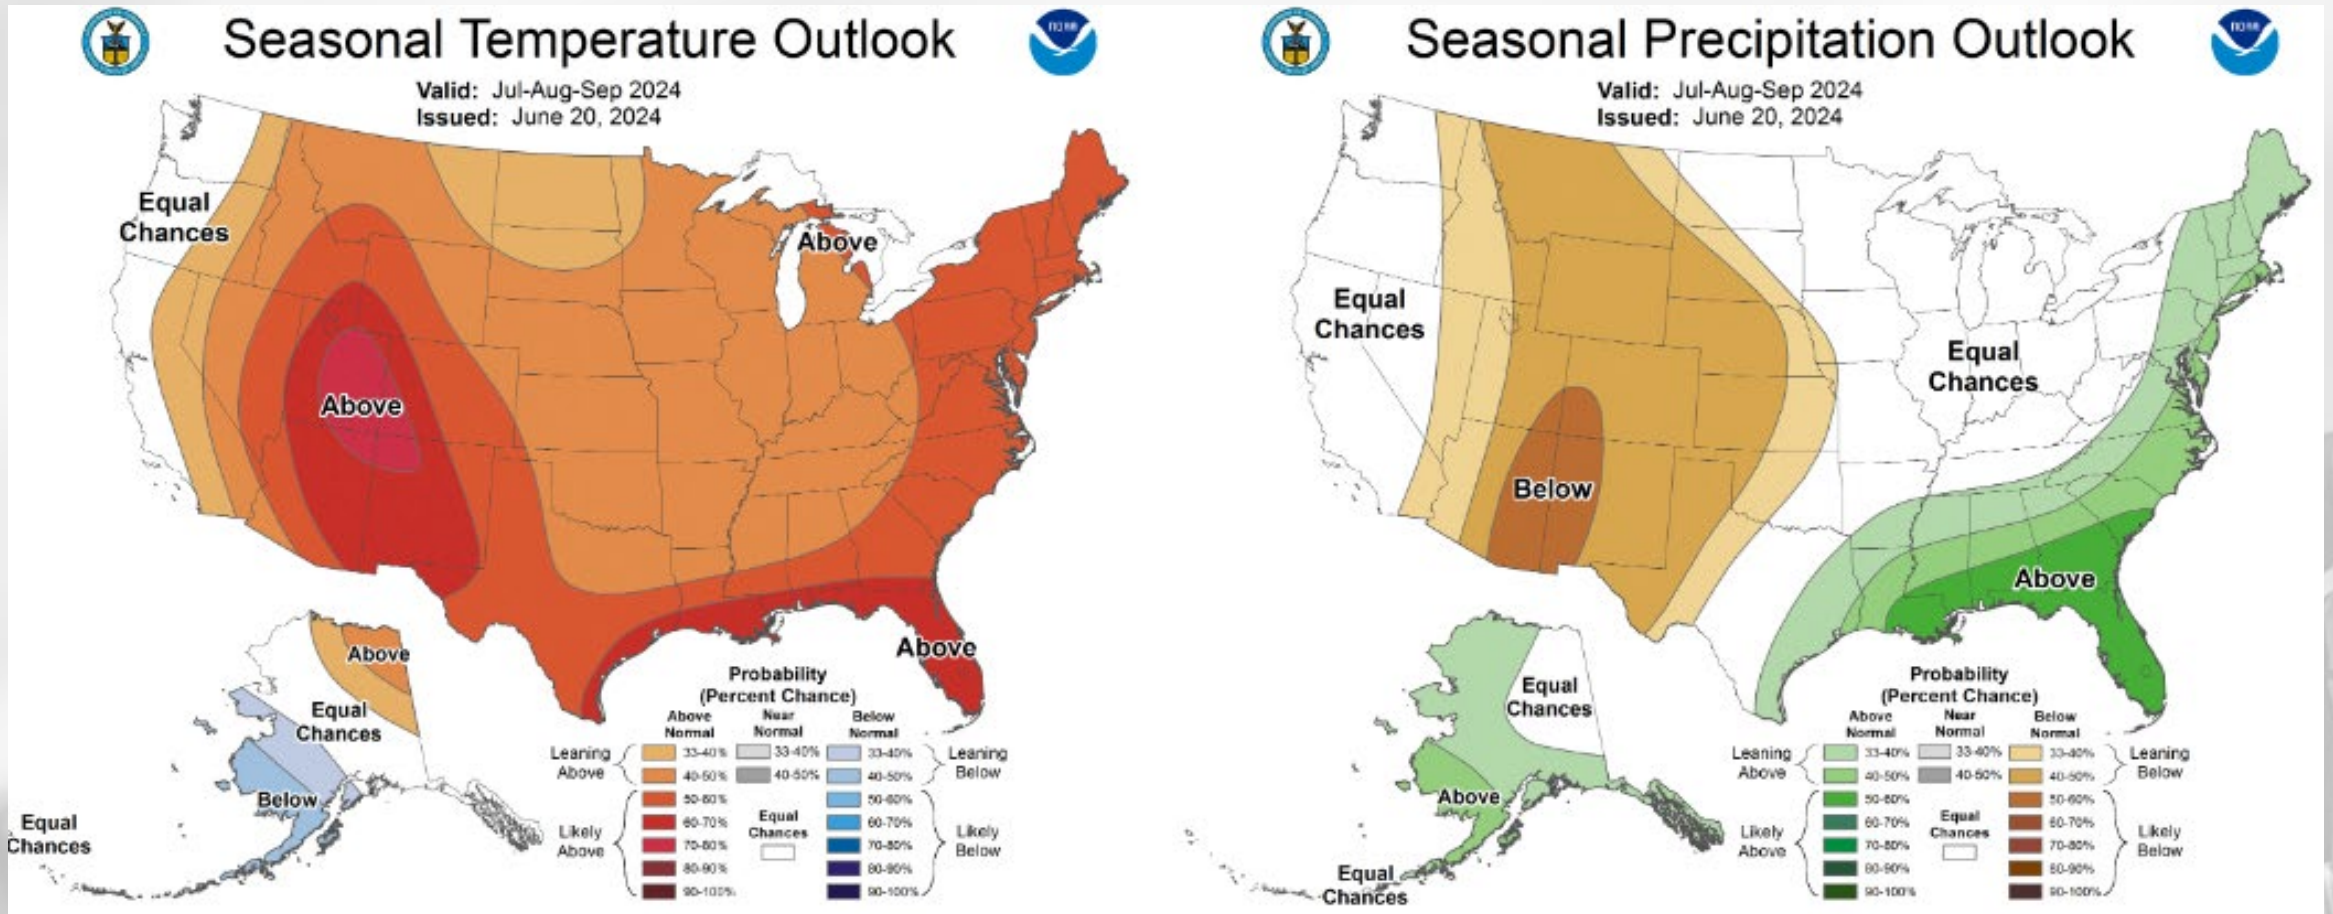 Seasonal Temperature Outlook
noaa
Valid: Jul-Aug-Sep 2024
Issued: June 20, 2024
Equal
Chances
Above
Above
Above
Above
Equal
Chances
Below
Equal
Chances
Probability
(Percent Chance)
Above
Normal
Near
Normal
Below
Normal
Leaning
Above
33-40%
40-50%
33-40%
40-50%
33-40%
40-50%
Leaning
Below
Likely
Above
50-60%
60-70%
70-80%
80-90%
90-100%
Equal
Chances
50-60%
60-70%
70-80%
80-90%
90-100%
Likely
Below
Seasonal Precipitation Outlook
noaa
Valid: Jul-Aug-Sep 2024
Issued: June 20, 2024
Equal
Chances
Equal
Chances
Below
Above
Equal
Chances
Above
Equal
Chances
Probability
(Percent Chance)
Above
Normal
Near
Normal
Below
Normal
Leaning
Above
33-40%
40-50%
33-40%
40-50%
33-40%
40-50%
Leaning
Below
Likely
Above
50-60%
60-70%
70-80%
80-90%
90-100%
Equal
Chances
50-60%
60-70%
70-80%
80-90%
90-100%
Likely
Below